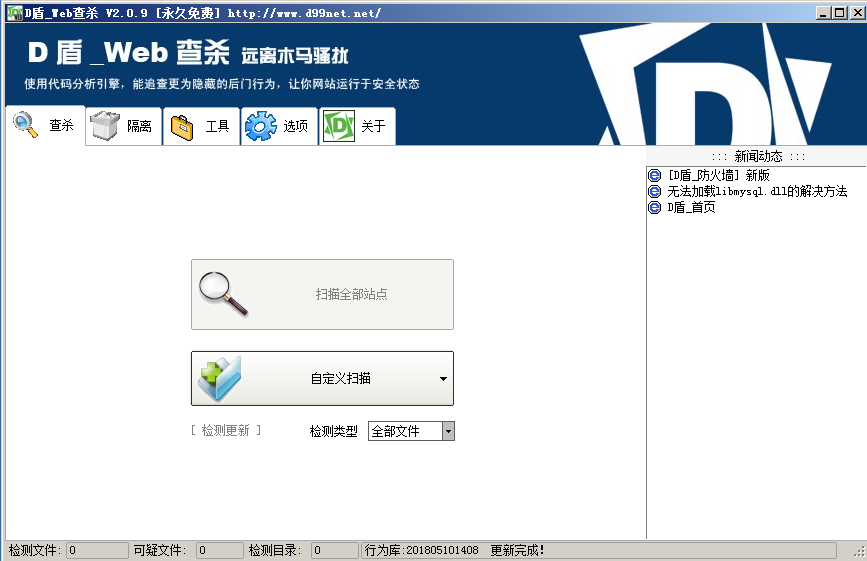 D盾_Web查杀 V2.0.9 [永久免费] http://www.d99net.net/
D 盾 _Web 查杀 远离木马骚扰
使用代码分析引擎，能追查更为隐藏的后门行为，让你网站运行于安全状态
查杀 隔离 工具 选项 关于
::: 新闻动态 :::
[D盾_防火墙] 新版
无法加载libmysql.dll的解决方法
D盾_首页
扫描全部站点
自定义扫描
[ 检测更新 ] 检测类型 全部文件
检测文件: 0 可疑文件: 0 检测目录: 0 行为库:201805101408 更新完成!